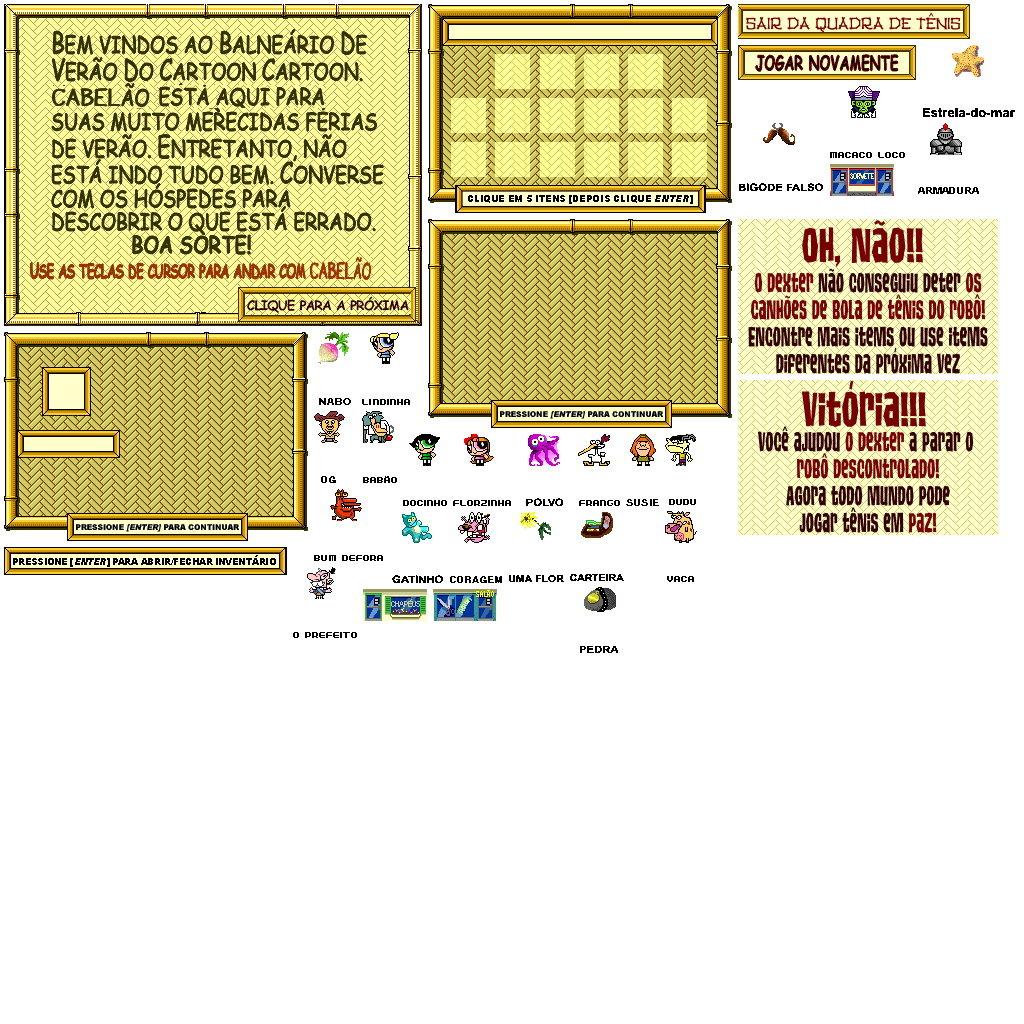 BEM VINDOS AO BALNEÁRIO DE
VERÃO DO CARTOON CARTOON.
CABELÃO ESTÁ AQUI PARA
SUAS MUITO MERECIDAS FÉRIAS
DE VERÃO. ENTRETANTO, NÃO
ESTÁ INDO TUDO BEM. CONVERSE
COM OS HÓSPEDES PARA
DESCOBRIR O QUE ESTÁ ERRADO.
BOA SORTE!
USE AS TECLAS DE CURSOR PARA ANDAR COM CABELÃO
CLIQUE PARA A PRÓXIMA
CLIQUE EM 5 ITENS [DEPOIS CLIQUE ENTER]
SAIR DA QUADRA DE TÊNIS
JOGAR NOVAMENTE
Estrela-do-mar
MACACO LOCO
SORVETE
BIGODE FALSO
ARMADURA
OH, NÃO!!
O DEXTER NÃO CONSEGUIU DETER OS
CANHÕES DE BOLA DE TÊNIS DO ROBÔ!
ENCONTRE MAIS ITEMS OU USE ITEMS
DIFERENTES DA PRÓXIMA VEZ
VITÓRIA!!!
VOCÊ AJUDOU O DEXTER A PARAR O
ROBÔ DESCONTROLADO!
AGORA TODO MUNDO PODE
JOGAR TÊNIS EM PAZ!
PRESSIONE [ENTER] PARA CONTINUAR
NABO
LINDINHA
OG
BABÃO
DOCINHO
FLORZINHA
POLVO
FRANGO
SUSIE
DUDU
PRESSIONE [ENTER] PARA CONTINUAR
PRESSIONE [ENTER] PARA ABRIR/FECHAR INVENTÁRIO
BUM DEFORA
GATINHO
CORAGEM
UMA FLOR
CARTEIRA
VACA
CHAPEUS
SALÃO
O PREFEITO
PEDRA